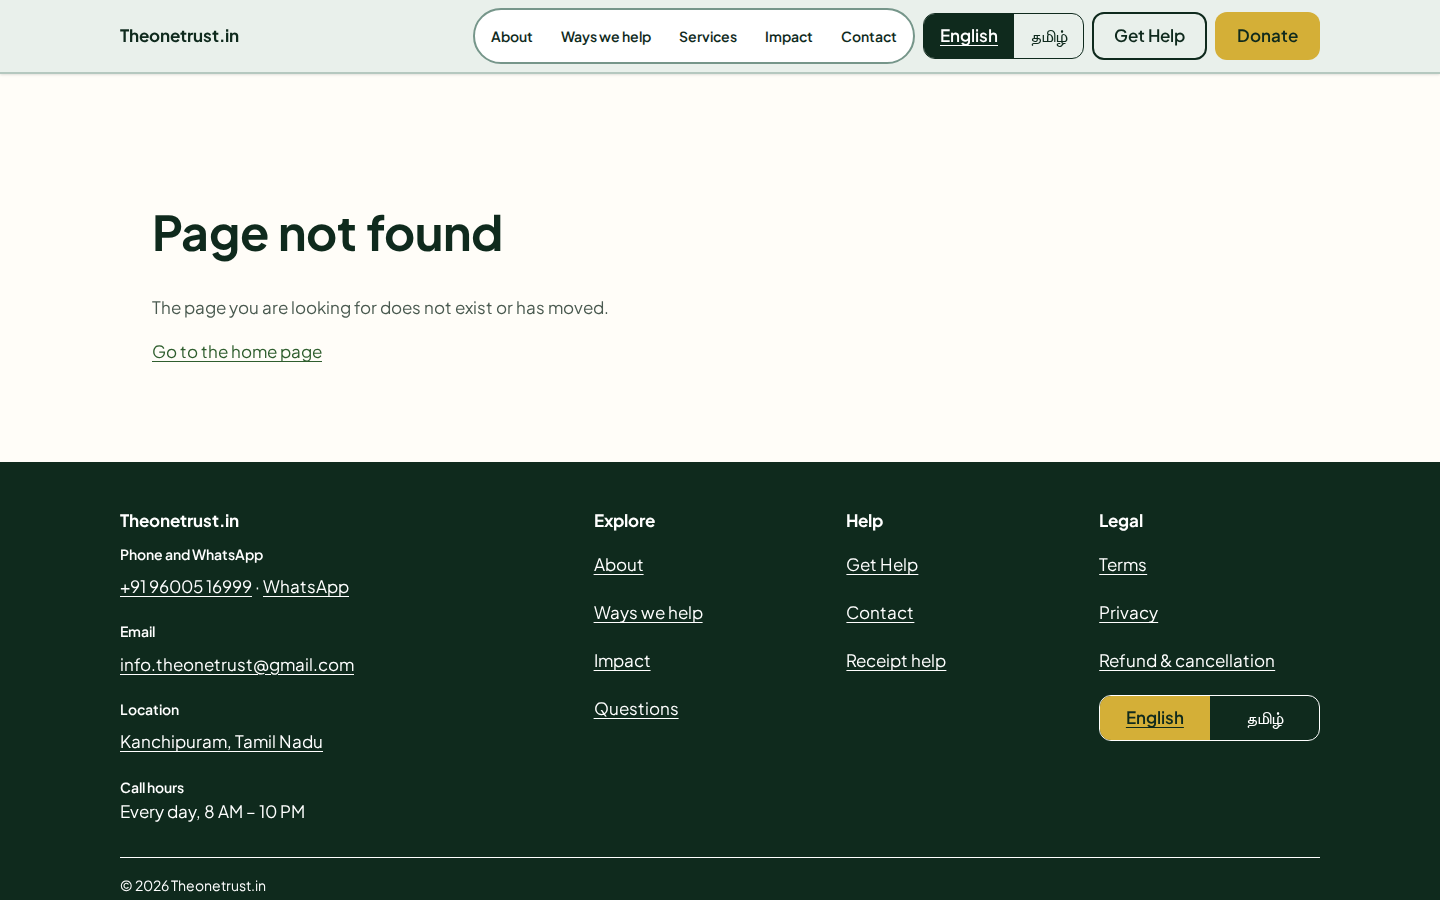 Theonetrust.in
About
Ways we help
Services
Impact
Contact
English
தமிழ்
Get Help
Donate
Page not found
The page you are looking for does not exist or has moved.
Go to the home page
Theonetrust.in
Phone and WhatsApp
+91 96005 16999 · WhatsApp
Email
info.theonetrust@gmail.com
Location
Kanchipuram, Tamil Nadu
Call hours
Every day, 8 AM – 10 PM
Explore
About
Ways we help
Impact
Questions
Help
Get Help
Contact
Receipt help
Legal
Terms
Privacy
Refund & cancellation
English
தமிழ்
© 2026 Theonetrust.in